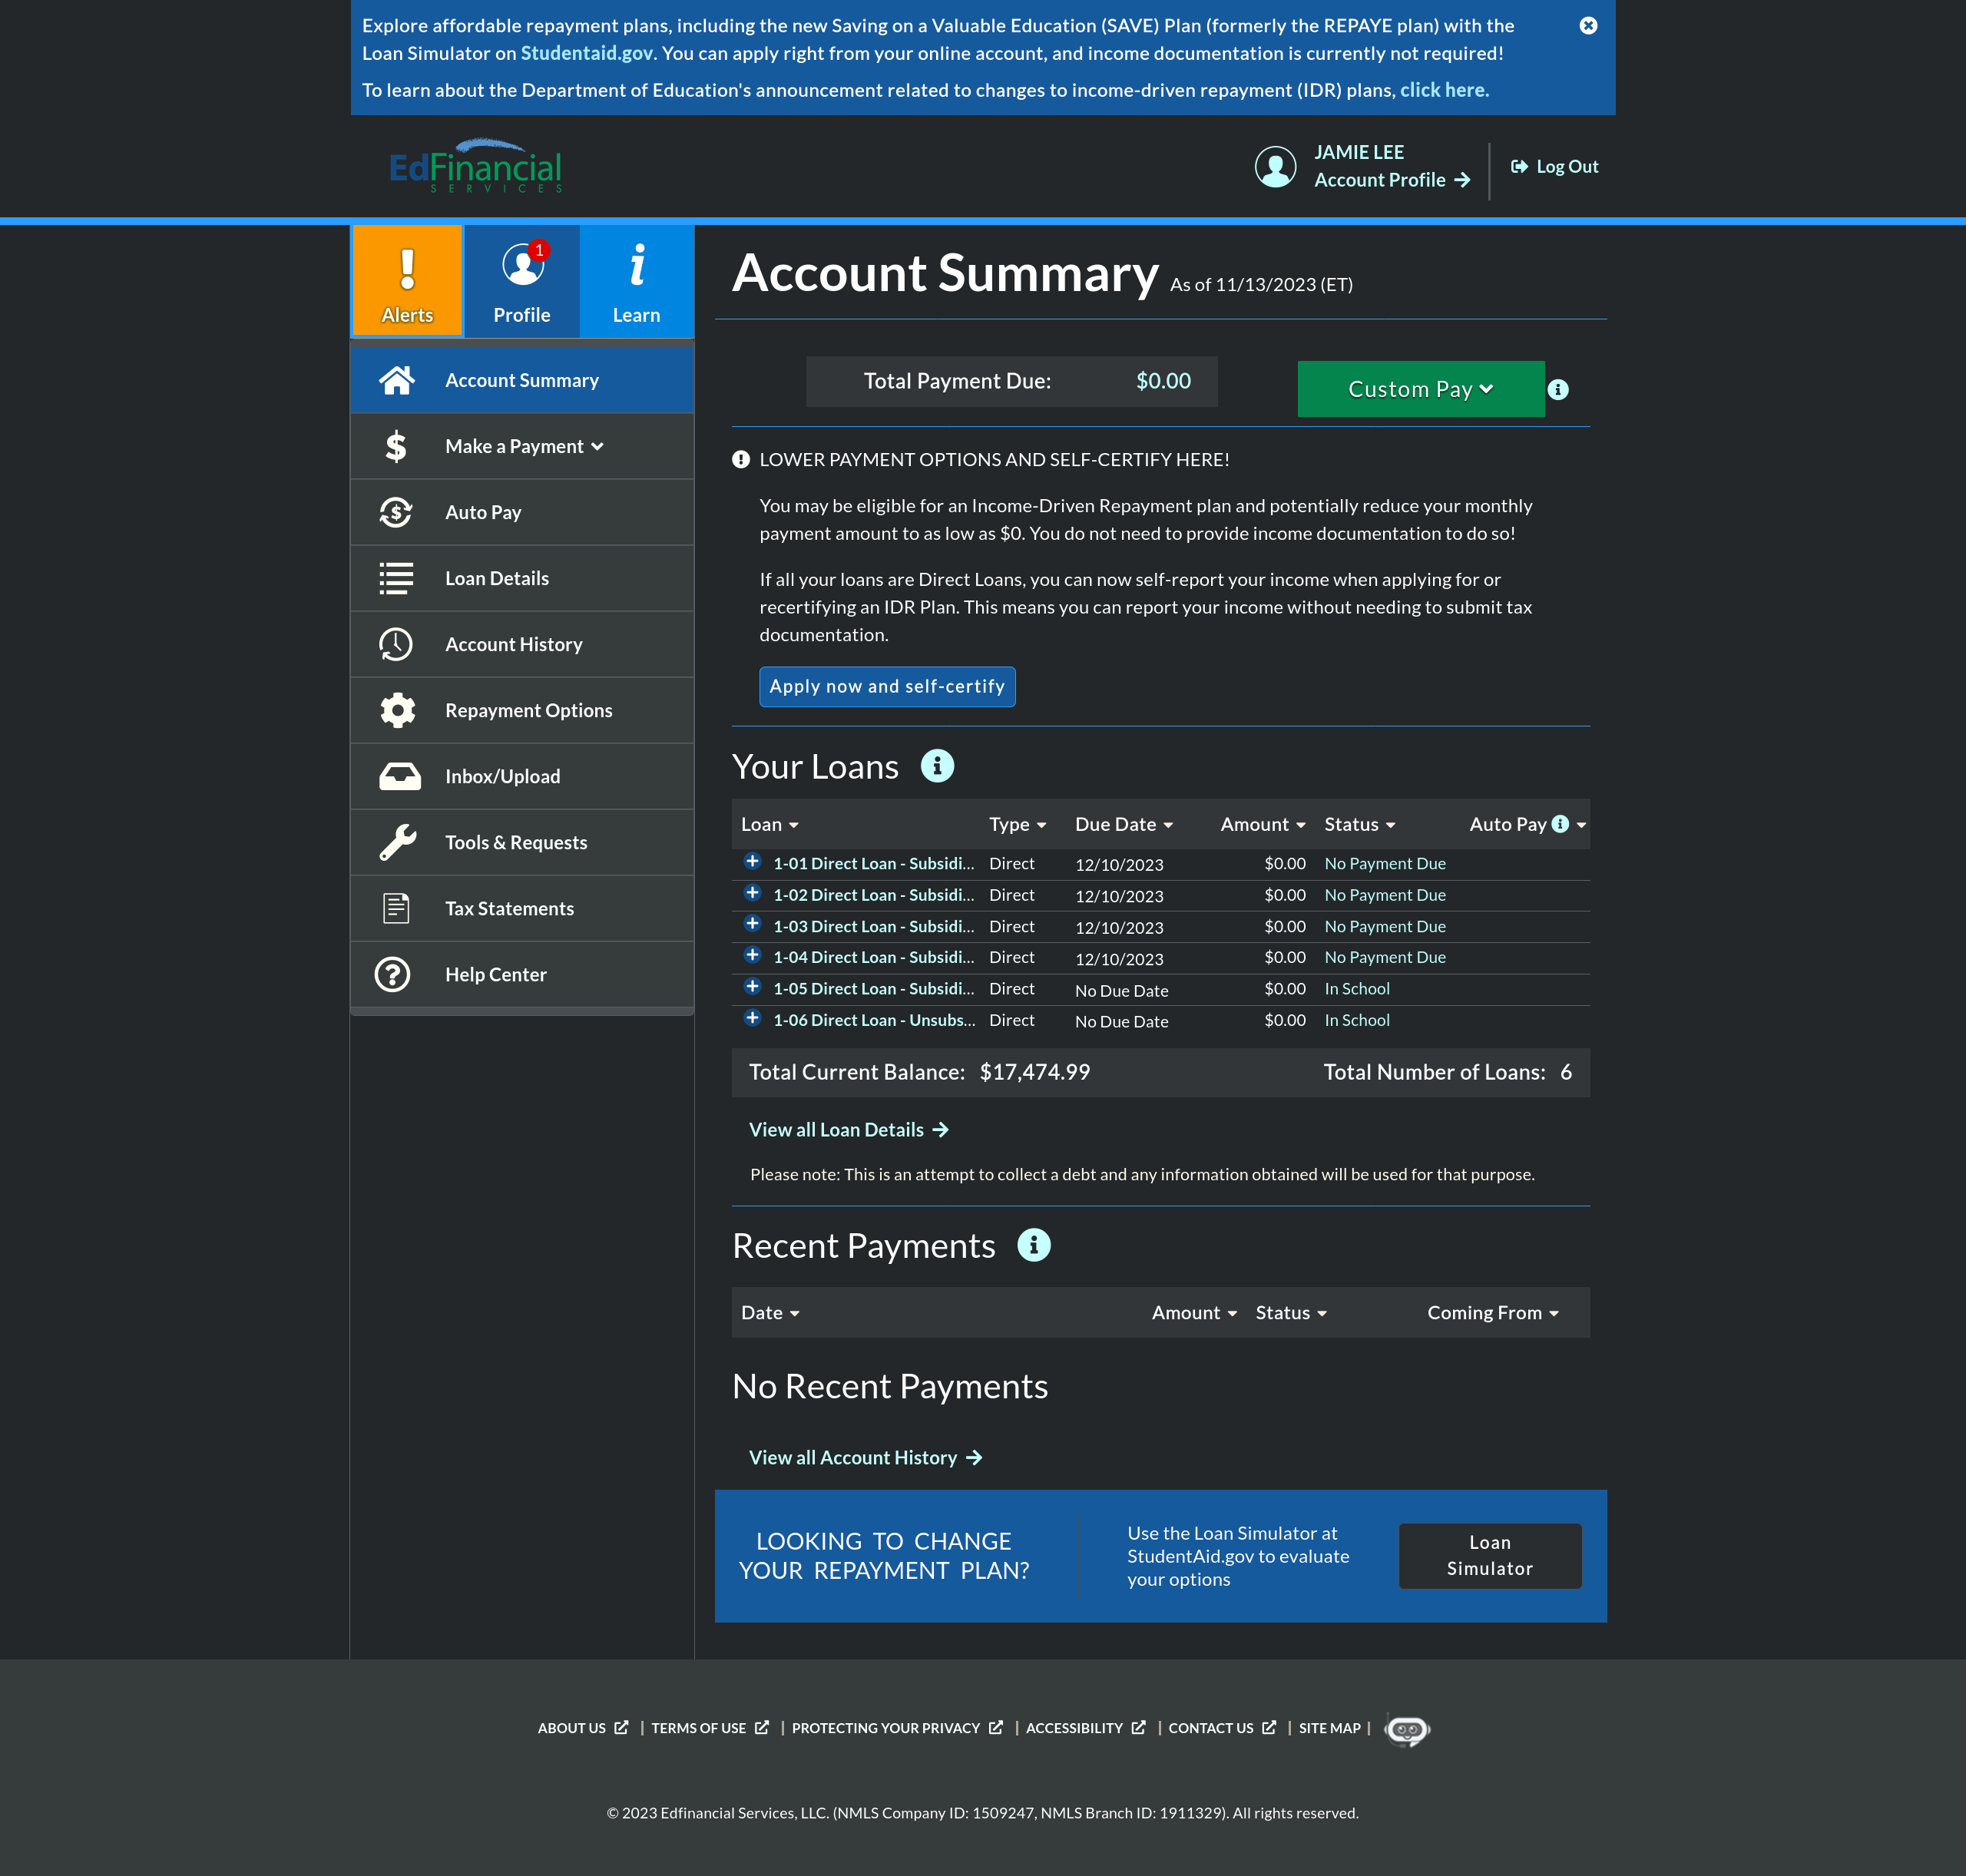 Explore affordable repayment plans, including the new Saving on a Valuable Education (SAVE) Plan (formerly the REPAYE plan) with the
Loan Simulator on Studentaid.gov. You can apply right from your online account, and income documentation is currently not required!
To learn about the Department of Education's announcement related to changes to income-driven repayment (IDR) plans, click here.
EdFinancial
SERVICES
JAMIE LEE
Account Profile
Log Out
Alerts
1
Profile
Learn
Account Summary
Make a Payment
Auto Pay
Loan Details
Account History
Repayment Options
Inbox/Upload
Tools & Requests
Tax Statements
Help Center
Account Summary As of 11/13/2023 (ET)
Total Payment Due: $0.00
Custom Pay
LOWER PAYMENT OPTIONS AND SELF-CERTIFY HERE!
You may be eligible for an Income-Driven Repayment plan and potentially reduce your monthly
payment amount to as low as $0. You do not need to provide income documentation to do so!
If all your loans are Direct Loans, you can now self-report your income when applying for or
recertifying an IDR Plan. This means you can report your income without needing to submit tax
documentation.
Apply now and self-certify
Your Loans
Loan Type Due Date Amount Status Auto Pay
1-01 Direct Loan - Subsidi... Direct 12/10/2023 $0.00 No Payment Due
1-02 Direct Loan - Subsidi... Direct 12/10/2023 $0.00 No Payment Due
1-03 Direct Loan - Subsidi... Direct 12/10/2023 $0.00 No Payment Due
1-04 Direct Loan - Subsidi... Direct 12/10/2023 $0.00 No Payment Due
1-05 Direct Loan - Subsidi... Direct No Due Date $0.00 In School
1-06 Direct Loan - Unsubs... Direct No Due Date $0.00 In School
Total Current Balance: $17,474.99 Total Number of Loans: 6
View all Loan Details
Please note: This is an attempt to collect a debt and any information obtained will be used for that purpose.
Recent Payments
Date Amount Status Coming From
No Recent Payments
View all Account History
LOOKING TO CHANGE
YOUR REPAYMENT PLAN?
Use the Loan Simulator at
StudentAid.gov to evaluate
your options
Loan
Simulator
ABOUT US | TERMS OF USE | PROTECTING YOUR PRIVACY | ACCESSIBILITY | CONTACT US | SITE MAP |
© 2023 Edfinancial Services, LLC. (NMLS Company ID: 1509247, NMLS Branch ID: 1911329). All rights reserved.